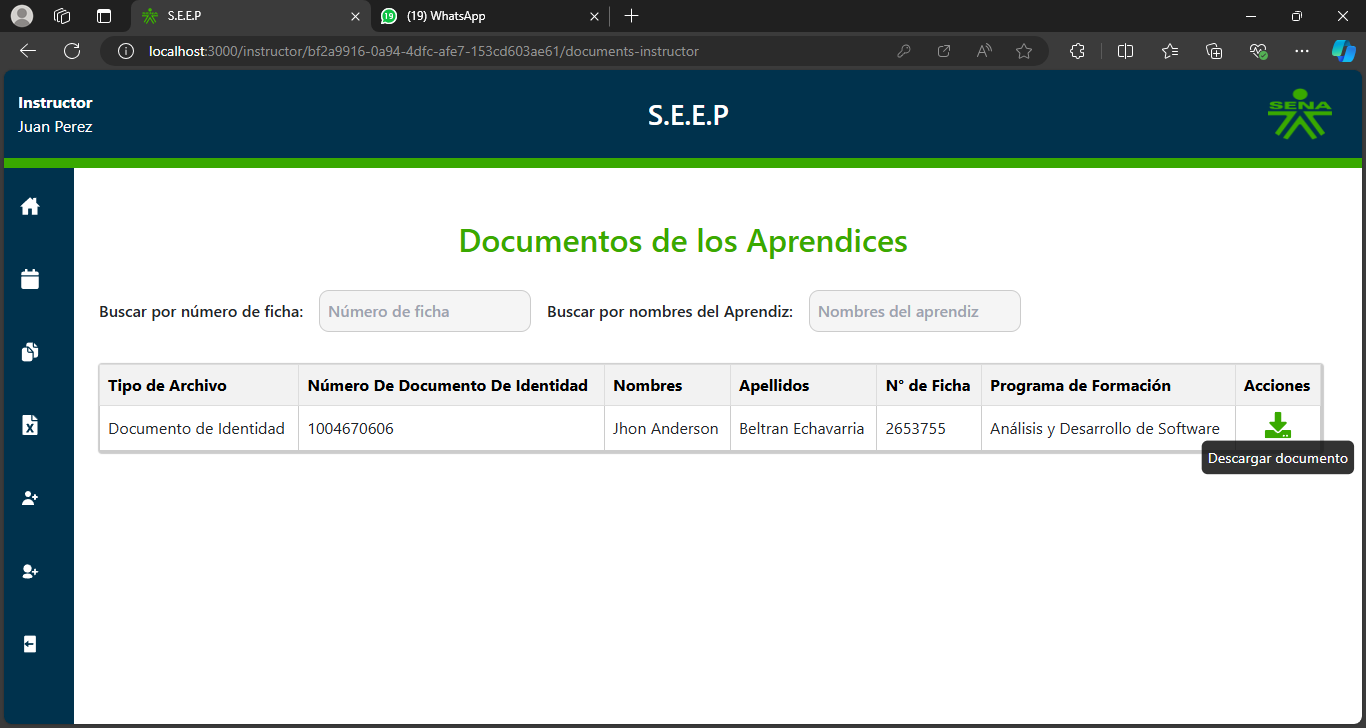 S.E.E.P
19
(19) WhatsApp
localhost:3000/instructor/bf2a9916-0a94-4dfc-afe7-153cd603ae61/documents-instructor
Instructor
Juan Perez
S.E.E.P
SENA
Documentos de los Aprendices
Buscar por número de ficha: Número de ficha Buscar por nombres del Aprendiz: Nombres del aprendiz
Tipo de Archivo Número De Documento De Identidad Nombres Apellidos N° de Ficha Programa de Formación Acciones
Documento de Identidad 1004670606 Jhon Anderson Beltran Echavarria 2653755 Análisis y Desarrollo de Software
Descargar documento